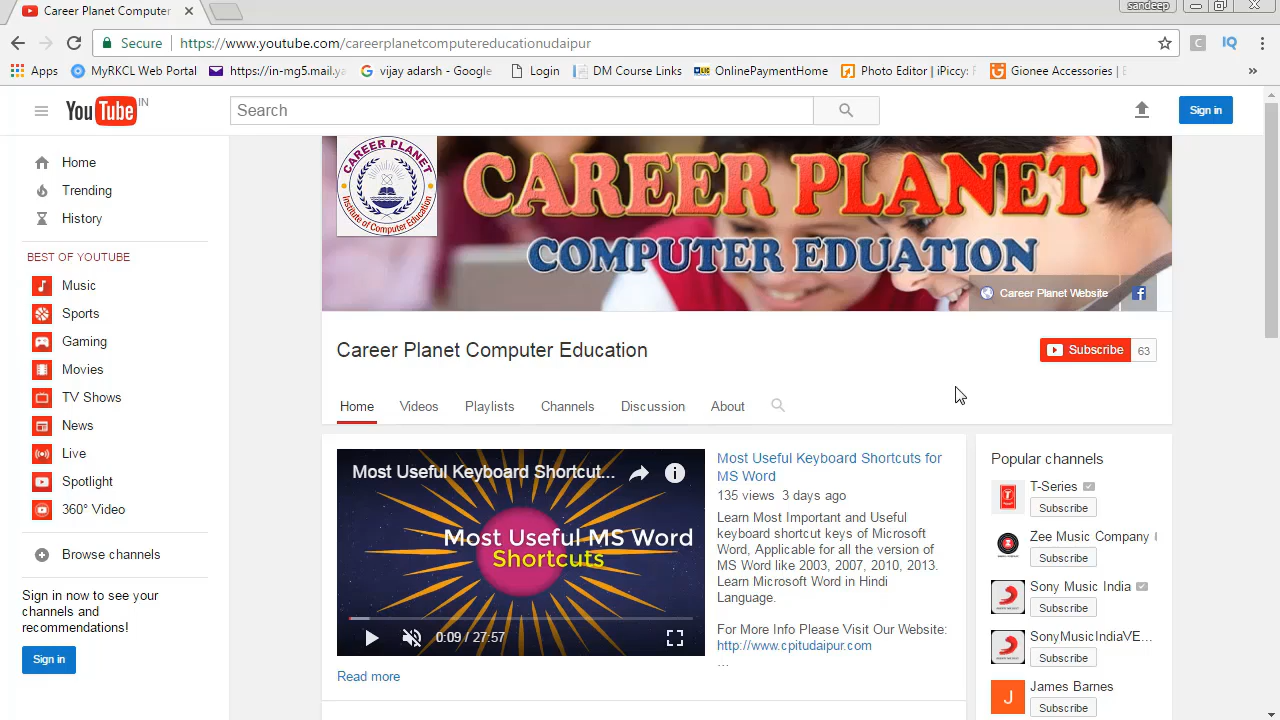 Career Planet Computer
sandeep
Secure
https://www.youtube.com/careerplanetcomputereducationudaipur
Apps
MyRKCL Web Portal
https://in-mg5.mail.ya
vijay adarsh - Google
Login
DM Course Links
OnlinePaymentHome
Photo Editor | iPiccy: F
Gionee Accessories | E
YouTube IN
Search
Sign in
Home
Trending
History
BEST OF YOUTUBE
Music
Sports
Gaming
Movies
TV Shows
News
Live
Spotlight
360° Video
Browse channels
Sign in now to see your
channels and
recommendations!
Sign in
CAREER PLANET
Institute of Computer Education
CAREER PLANET
COMPUTER EDUATION
Career Planet Website
Career Planet Computer Education
Subscribe 63
Home
Videos
Playlists
Channels
Discussion
About
Most Useful Keyboard Shortcut...
Most Useful MS Word
Shortcuts
0:09 / 27:57
Read more
Most Useful Keyboard Shortcuts for
MS Word
135 views 3 days ago
Learn Most Important and Useful
keyboard shortcut keys of Microsoft
Word, Applicable for all the version of
MS Word like 2003, 2007, 2010, 2013.
Learn Microsoft Word in Hindi
Language.
For More Info Please Visit Our Website:
http://www.cpitudaipur.com
...
Popular channels
T-Series
Subscribe
Zee Music Company
Subscribe
Sony Music India
Subscribe
SonyMusicIndiaVE...
Subscribe
J
James Barnes
Subscribe